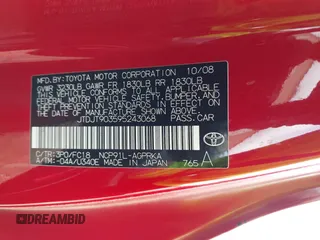 MFD.BY:TOYOTA MOTOR CORPORATION 10/08
GVWR 3230LB GAWR FR 1830LB RR 1830LB
THIS VEHICLE CONFORMS TO ALL APPLICABLE
FEDERAL MOTOR VEHICLE SAFETY, BUMPER, AND
THEFT PREVENTION STANDARDS IN EFFECT ON
THE DATE OF MANUFACTURE SHOWN ABOVE.
JTDJT903595243068 PASS.CAR
C/TR:3P0/FC18 NCP91L-AGPRKA
A/TM:-04A/U340E MADE IN JAPAN 765 A
TOYOTA
DREAMBID